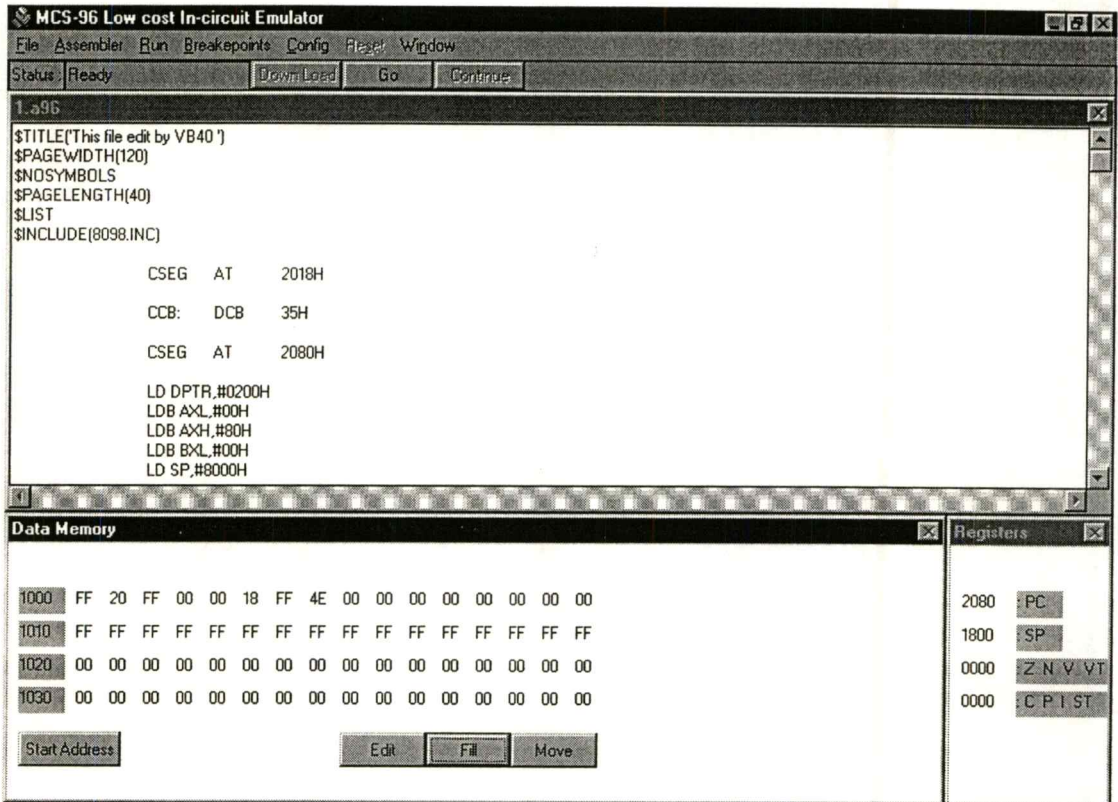 MCS-96 Low cost In-circuit Emulator
File Assembler Run Breakepoints Config Reset Window
Status: Ready Down Load Go Continue
1.a96
$TITLE('This file edit by VB40 ')
$PAGEWIDTH(120)
$NOSYMBOLS
$PAGELENGTH(40)
$LIST
$INCLUDE(8098.INC)
CSEG AT 2018H
CCB: DCB 35H
CSEG AT 2080H
LD DPTR,#0200H
LDB AXL,#00H
LDB AXH,#80H
LDB BXL,#00H
LD SP,#8000H
Data Memory
1000 FF 20 FF 00 00 18 FF 4E 00 00 00 00 00 00 00 00
1010 FF FF FF FF FF FF FF FF FF FF FF FF FF FF FF FF
1020 00 00 00 00 00 00 00 00 00 00 00 00 00 00 00 00
1030 00 00 00 00 00 00 00 00 00 00 00 00 00 00 00 00
Start Address Edit Fill Move
Registers
2080 :PC
1800 :SP
0000 :Z N V VT
0000 :C P I ST